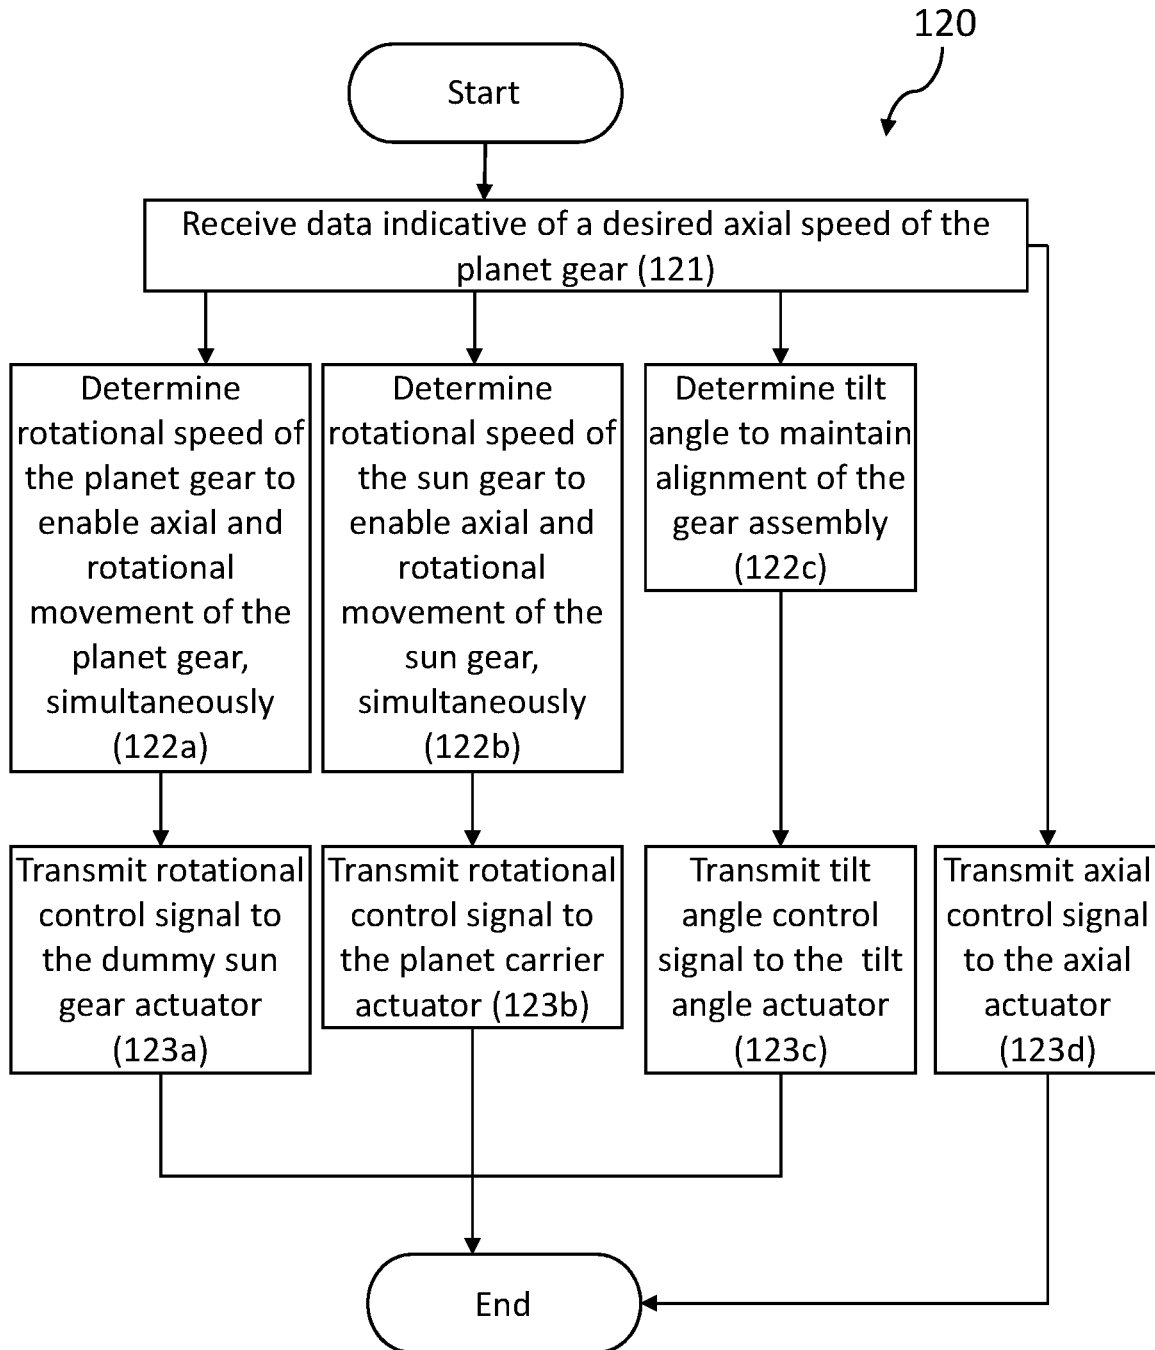 120
Start
Receive data indicative of a desired axial speed of the
planet gear (121)
Determine
rotational speed of
the planet gear to
enable axial and
rotational
movement of the
planet gear,
simultaneously
(122a)
Determine
rotational speed of
the sun gear to
enable axial and
rotational
movement of the
sun gear,
simultaneously
(122b)
Determine tilt
angle to maintain
alignment of the
gear assembly
(122c)
Transmit rotational
control signal to
the dummy sun
gear actuator
(123a)
Transmit rotational
control signal to
the planet carrier
actuator (123b)
Transmit tilt
angle control
signal to the tilt
angle actuator
(123c)
Transmit axial
control signal
to the axial
actuator
(123d)
End